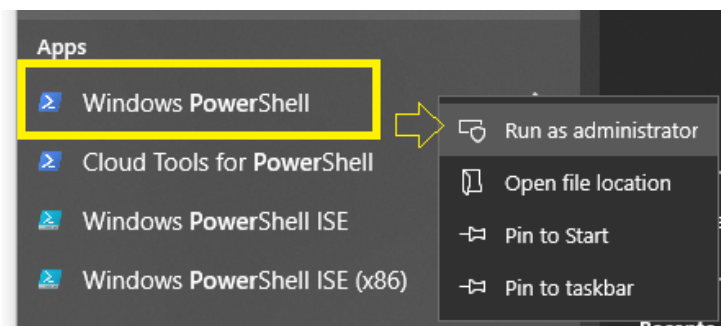 Apps
Windows PowerShell
Cloud Tools for PowerShell
Windows PowerShell ISE
Windows PowerShell ISE (x86)
Run as administrator
Open file location
Pin to Start
Pin to taskbar